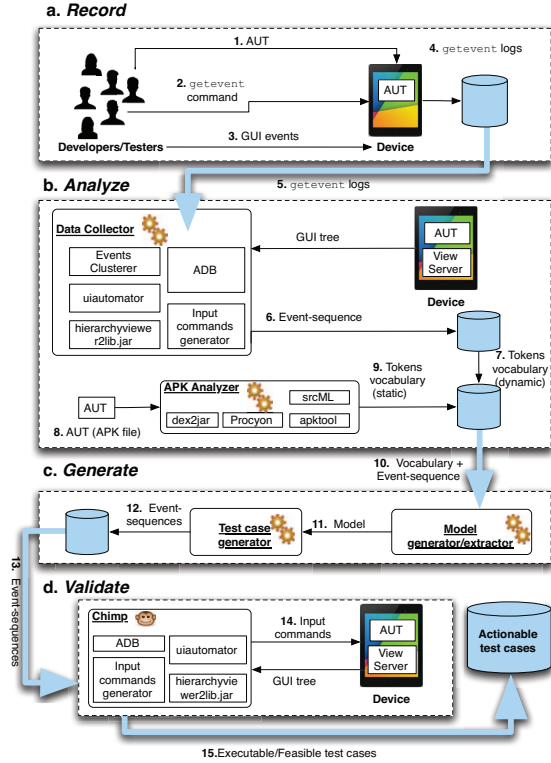 a. Record
1. AUT
4. getevent logs
2. getevent
command
AUT
3. GUI events
Developers/Testers
Device
5. getevent logs
b. Analyze
Data Collector
Events
Clusterer
ADB
uiautomator
hierarchyviewe
r2lib.jar
Input
commands
generator
GUI tree
AUT
View
Server
Device
6. Event-sequence
7. Tokens
vocabulary
(dynamic)
9. Tokens
vocabulary
(static)
APK Analyzer
srcML
dex2jar
Procyon
apktool
AUT
8. AUT (APK file)
10. Vocabulary +
Event-sequence
c. Generate
12. Event-
sequences
Test case
generator
11. Model
Model
generator/extractor
13. Event-sequences
d. Validate
Chimp
ADB
uiautomator
Input
commands
generator
hierarchyvie
wer2lib.jar
14. Input
commands
GUI tree
AUT
View
Server
Device
Actionable
test cases
15.Executable/Feasible test cases